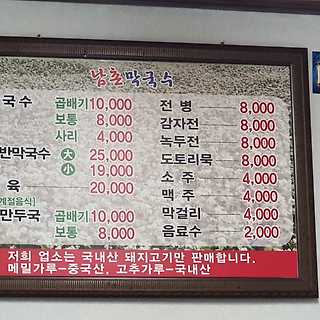 남촌막국수
국수 곱배기 10,000
보통 8,000
사리 4,000
반막국수 大 25,000
小 19,000
육 20,000
계절음식]
만두국 곱배기 10,000
보통 8,000
전 병 8,000
감자전 8,000
녹두전 8,000
도토리묵 8,000
소 주 4,000
맥 주 4,000
막걸리 4,000
음료수 2,000
저희 업소는 국내산 돼지고기만 판매합니다.
메밀가루-중국산, 고추가루-국내산